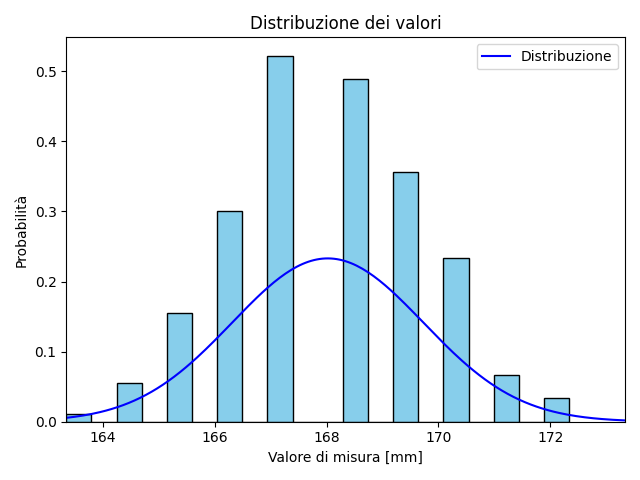 Distribuzione dei valori
Distribuzione
0.5
0.4
0.3
0.2
0.1
0.0
Probabilità
164 166 168 170 172
Valore di misura [mm]